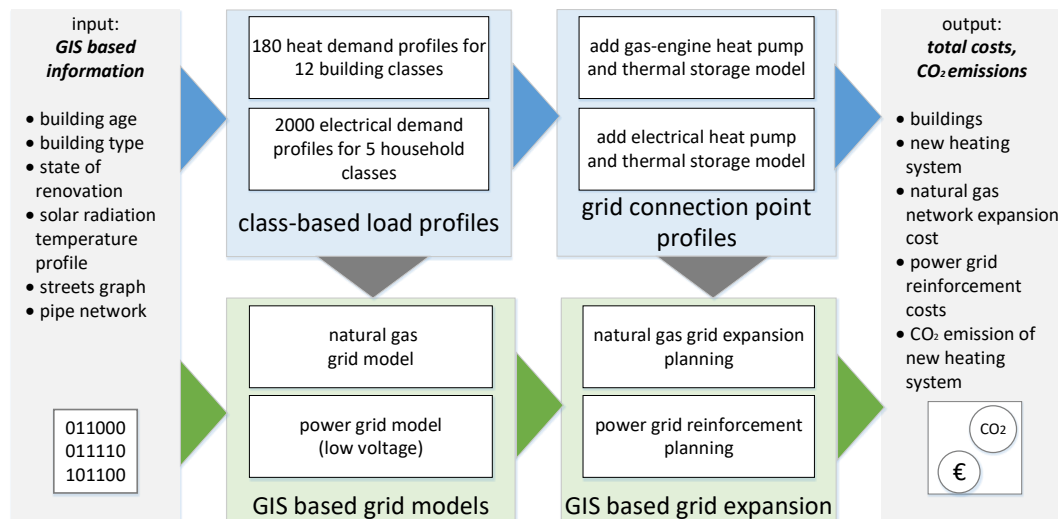 input:
GIS based
information
• building age
• building type
• state of
renovation
• solar radiation
temperature
profile
• streets graph
• pipe network
011000
011110
101100
180 heat demand profiles for
12 building classes
2000 electrical demand
profiles for 5 household
classes
class-based load profiles
add gas-engine heat pump
and thermal storage model
add electrical heat pump
and thermal storage model
grid connection point
profiles
natural gas
grid model
power grid model
(low voltage)
GIS based grid models
natural gas grid expansion
planning
power grid reinforcement
planning
GIS based grid expansion
output:
total costs,
CO₂ emissions
• buildings
• new heating
system
• natural gas
network expansion
cost
• power grid
reinforcement
costs
• CO₂ emission of
new heating
system
CO₂
€